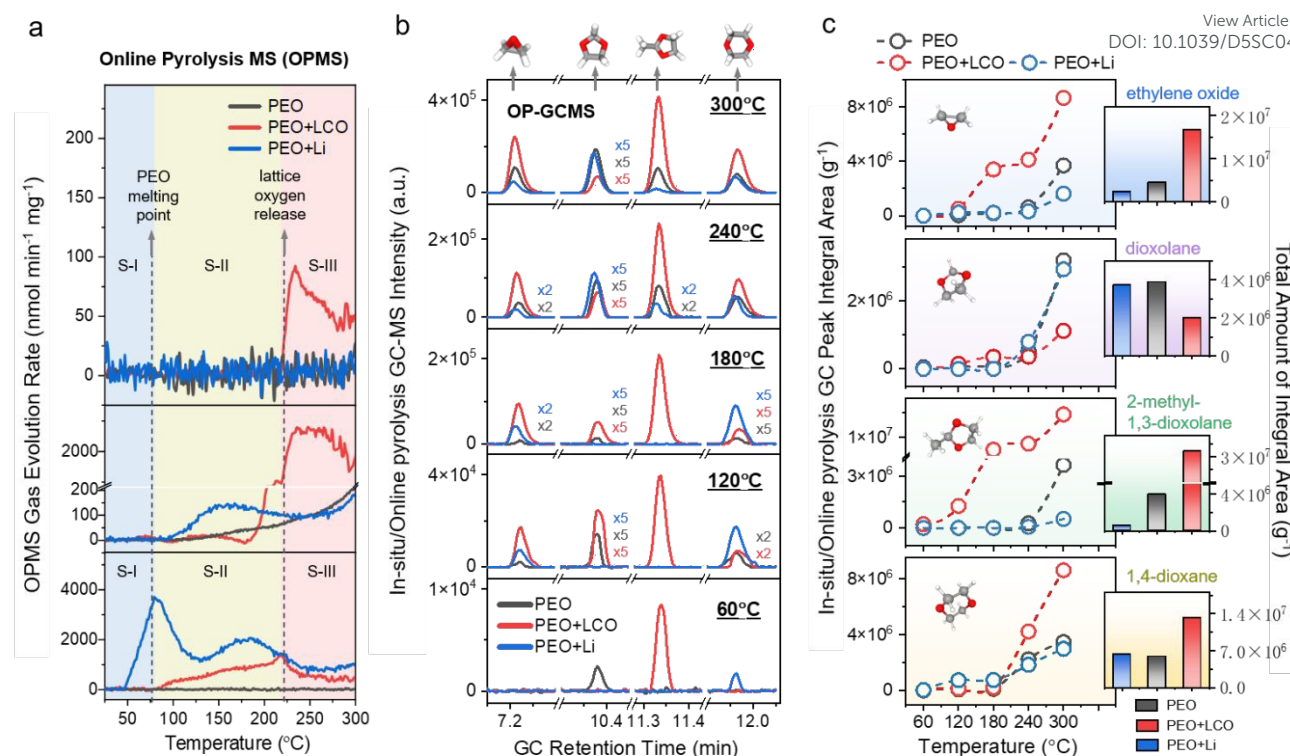 View Article
DOI: 10.1039/D5SC04
a
Online Pyrolysis MS (OPMS)
OPMS Gas Evolution Rate (nmol min⁻¹ mg⁻¹)
200
150
100
50
0
PEO
PEO+LCO
PEO+Li
PEO
melting
point
lattice
oxygen
release
S-I
S-II
S-III
2000
200
100
0
S-I
S-II
S-III
4000
2000
0
50
100
150
200
250
300
Temperature (°C)
b
In-situ/Online pyrolysis GC-MS Intensity (a.u.)
OP-GCMS
300°C
4×10⁵
0
x5
x5
x5
240°C
2×10⁵
0
x2
x2
x5
x5
x5
x2
x2
180°C
2×10⁵
0
x2
x2
x5
x5
x5
x5
x5
x5
120°C
4×10⁴
0
x5
x5
x5
x2
x2
60°C
1×10⁴
0
PEO
PEO+LCO
PEO+Li
7.2
10.4
11.3
11.4
12.0
GC Retention Time (min)
c
PEO
PEO+LCO
PEO+Li
In-situ/Online pyrolysis GC Peak Integral Area (g⁻¹)
8×10⁶
4×10⁶
0
ethylene oxide
2×10⁷
1×10⁷
0
2×10⁶
0
dioxolane
4×10⁶
2×10⁶
0
1×10⁷
3×10⁶
0
2-methyl-
1,3-dioxolane
3×10⁷
4×10⁶
0
8×10⁶
4×10⁶
0
1,4-dioxane
1.4×10⁷
7.0×10⁶
0.0
Total Amount of Integral Area (g⁻¹)
60
120
180
240
300
Temperature (°C)
PEO
PEO+LCO
PEO+Li